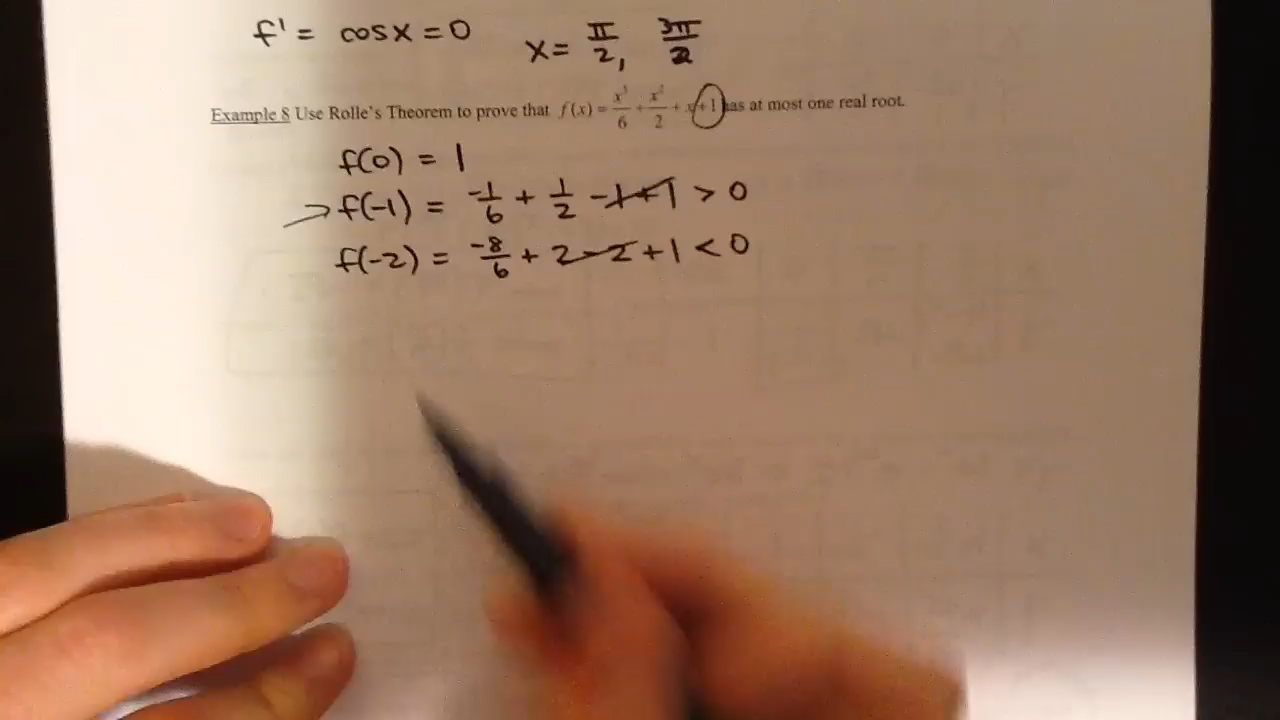 f' = cosx = 0 x = π/2, 3π/2
Example 8 Use Rolle's Theorem to prove that f(x) = x³/6 + x²/2 + x + 1 has at most one real root.
f(0) = 1
→ f(-1) = -1/6 + 1/2 - 1 + 1 > 0
f(-2) = -8/6 + 2 - 2 + 1 < 0